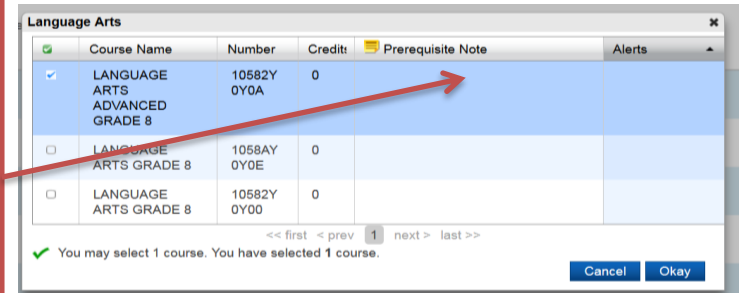 Language Arts
Course Name Number Credits Prerequisite Note Alerts
LANGUAGE 10582Y 0
ARTS 0Y0A
ADVANCED
GRADE 8
LANGUAGE 1058AY 0
ARTS GRADE 8 0Y0E
LANGUAGE 10582Y 0
ARTS GRADE 8 0Y00
<< first < prev 1 next > last >>
You may select 1 course. You have selected 1 course.
Cancel Okay